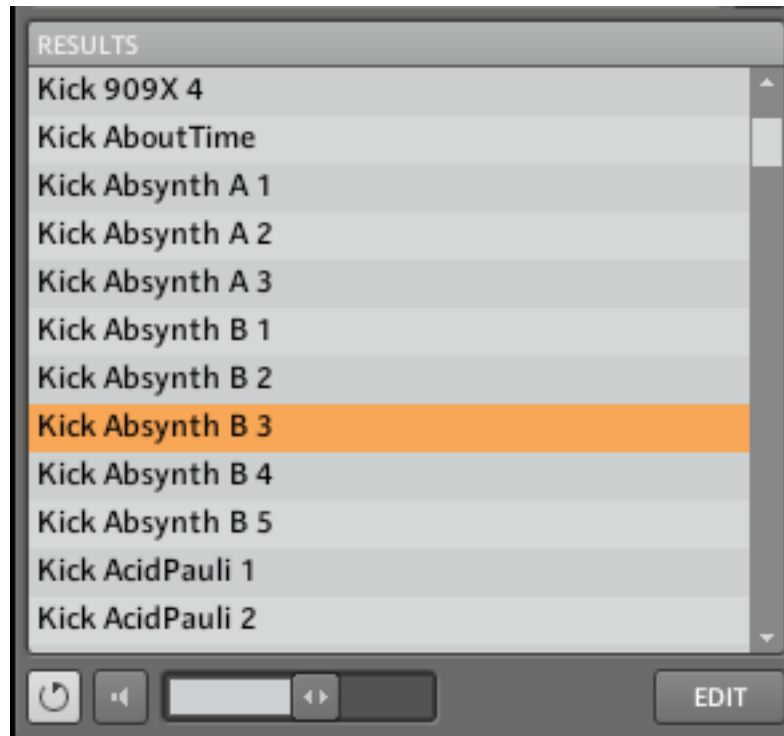 RESULTS
Kick 909X 4
Kick AboutTime
Kick Absynth A 1
Kick Absynth A 2
Kick Absynth A 3
Kick Absynth B 1
Kick Absynth B 2
Kick Absynth B 3
Kick Absynth B 4
Kick Absynth B 5
Kick AcidPauli 1
Kick AcidPauli 2
EDIT